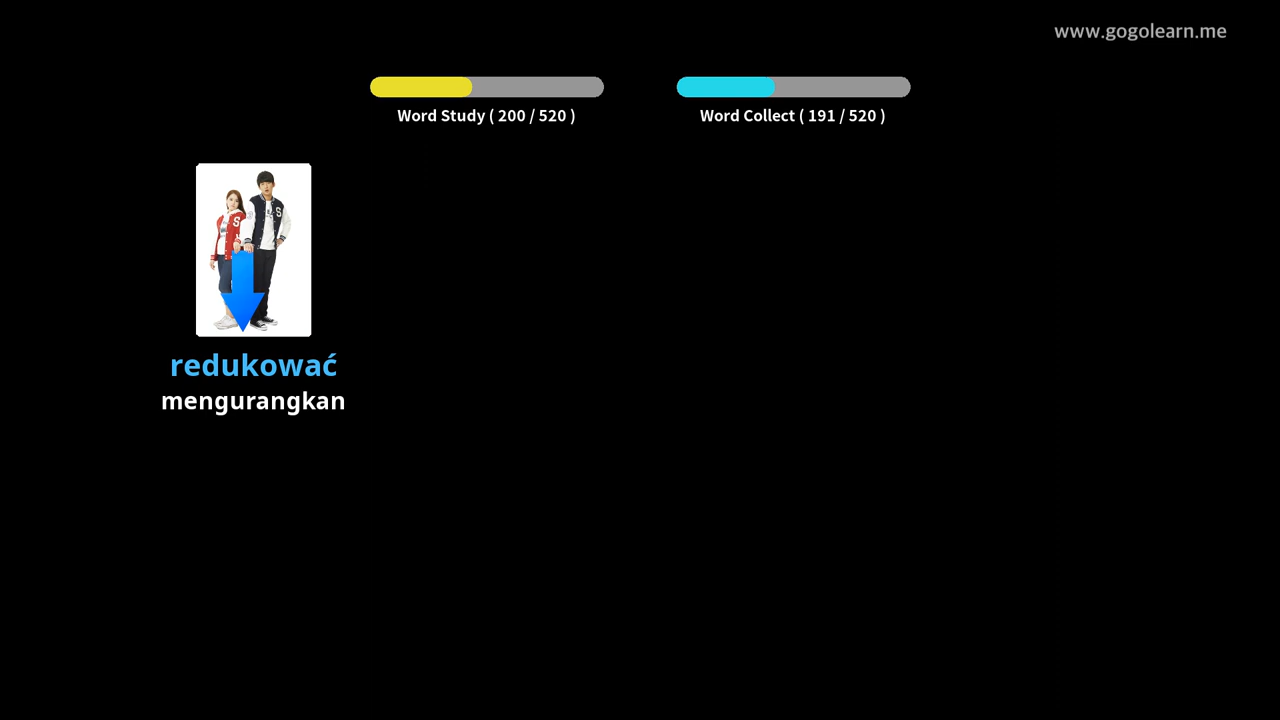 www.gogolearn.me
Word Study ( 200 / 520 )
Word Collect ( 191 / 520 )
S
S
redukować
mengurangkan